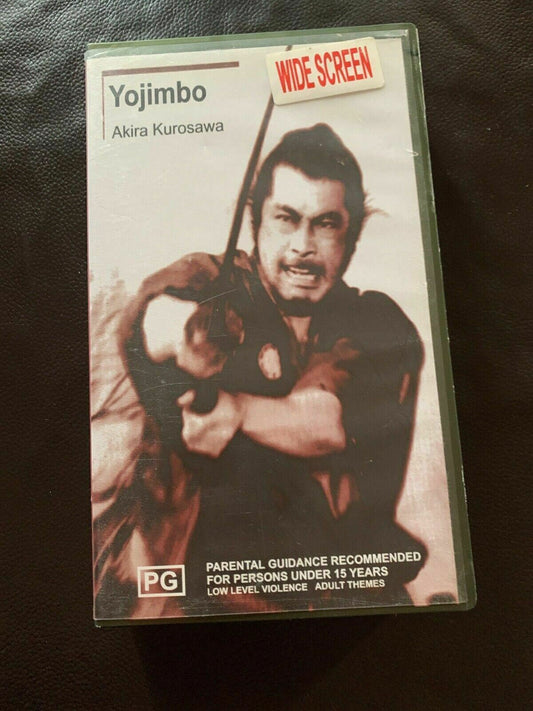 WIDE SCREEN
Yojimbo
Akira Kurosawa
PG
PARENTAL GUIDANCE RECOMMENDED
FOR PERSONS UNDER 15 YEARS
LOW LEVEL VIOLENCE ADULT THEMES